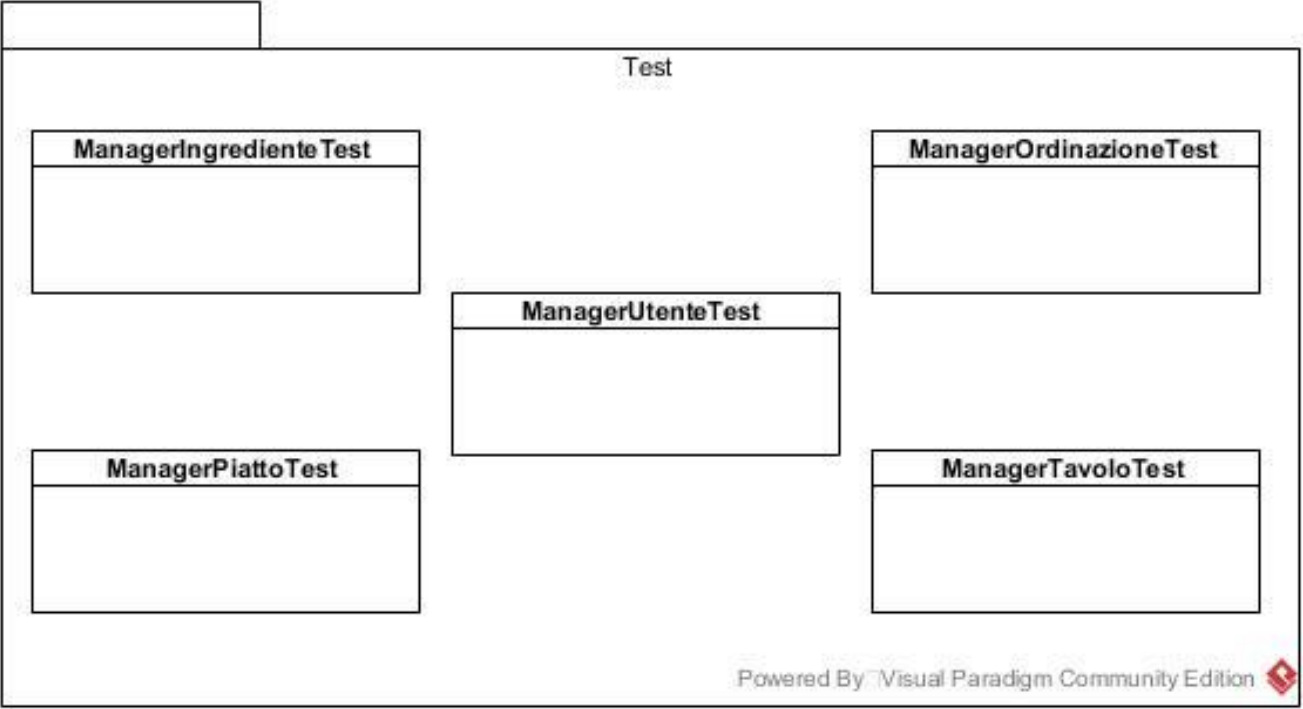 Test
ManagerIngredienteTest
ManagerOrdinazioneTest
ManagerUtenteTest
ManagerPiattoTest
ManagerTavoloTest
Powered By Visual Paradigm Community Edition